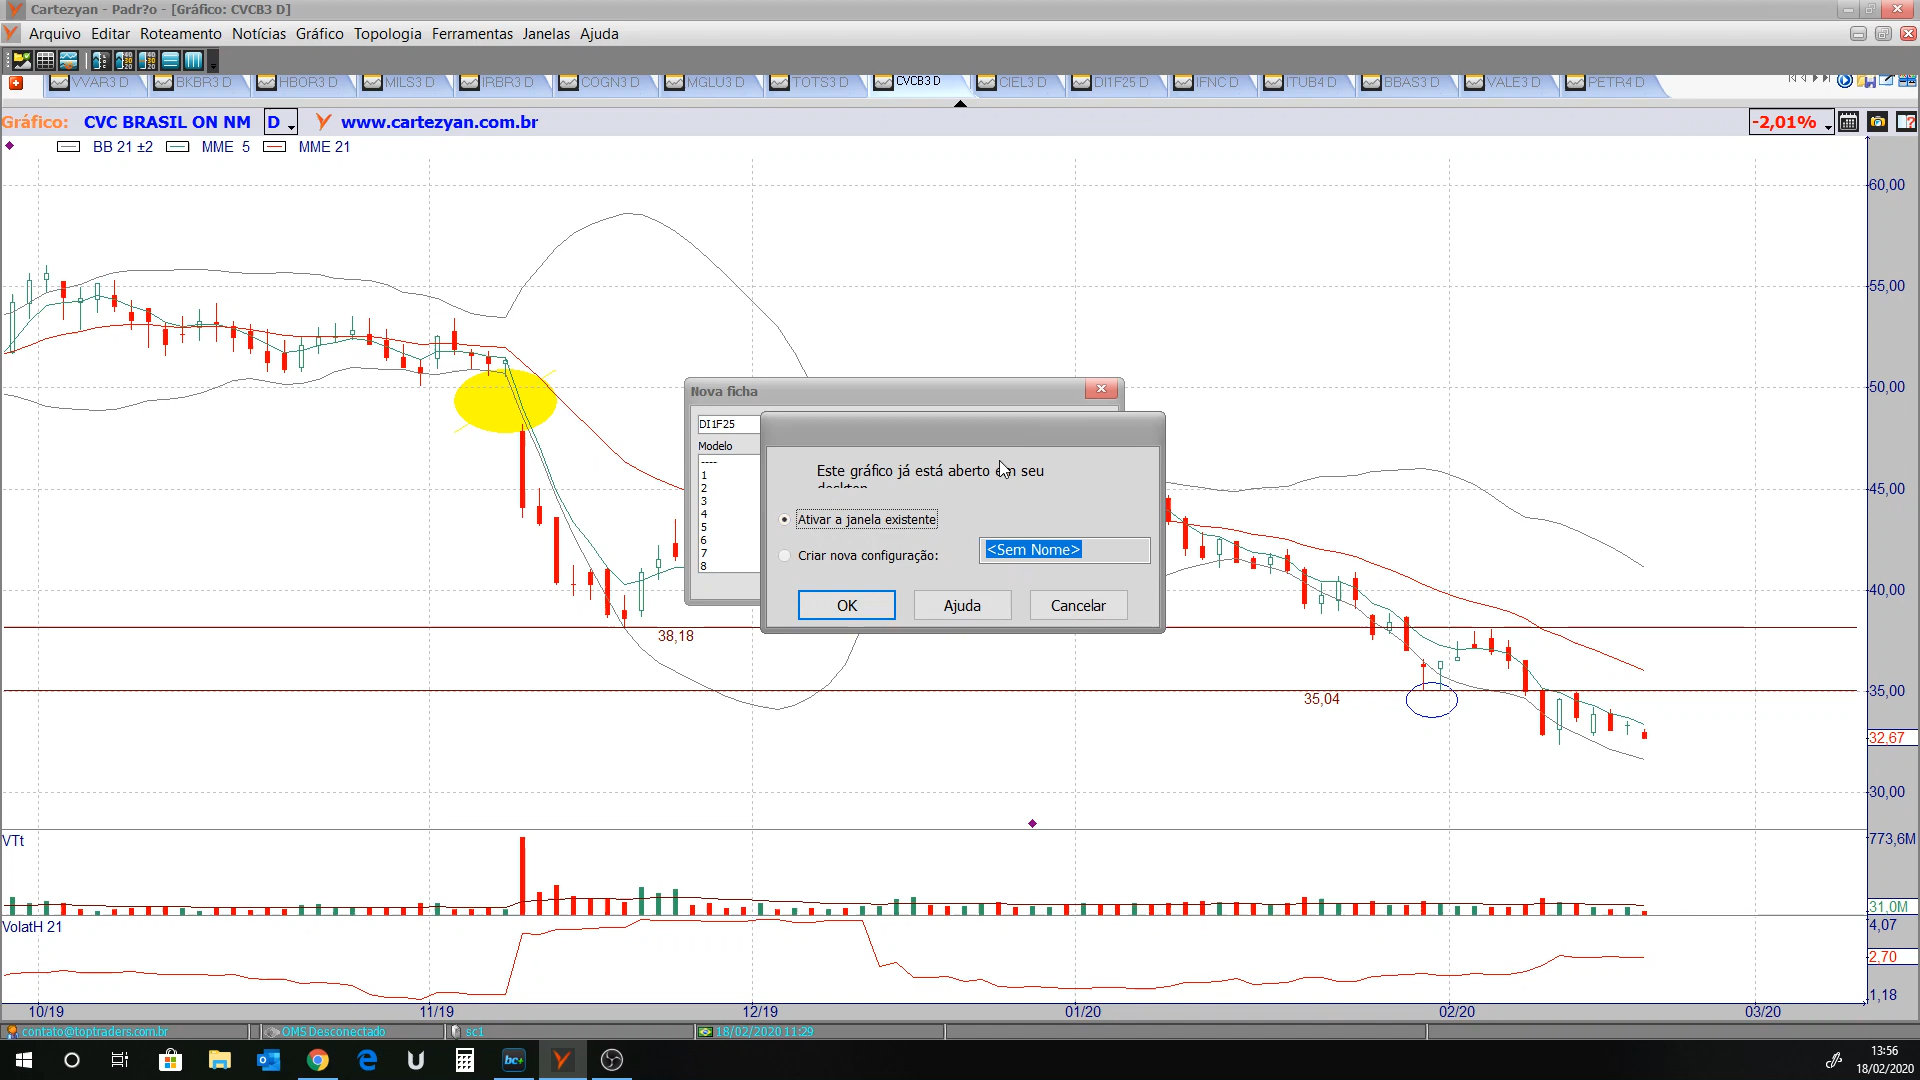 Cartezyan - Padr?o - [Gráfico: CVCB3 D]
Arquivo Editar Roteamento Notícias Gráfico Topologia Ferramentas Janelas Ajuda
VVAR3 D BKBR3 D HBOR3 D MILS3 D IRBR3 D COGN3 D MGLU3 D TOTS3 D CVCB3 D CIEL3 D DI1F25 D IFNC D ITUB4 D BBAS3 D VALE3 D PETR4 D
Gráfico: CVC BRASIL ON NM D www.cartezyan.com.br -2,01%
BB 21 ±2 MME 5 MME 21
60,00
55,00
50,00
45,00
40,00
35,00
32,67
30,00
Nova ficha
DI1F25
Modelo
----
1
2
3
4
5
6
7
8
Este gráfico já está aberto em seu
desktop
Ativar a janela existente
Criar nova configuração: <Sem Nome>
OK Ajuda Cancelar
38,18
35,04
VTt
773,6M
31,0M
VolatH 21
4,07
2,70
1,18
10/19 11/19 12/19 01/20 02/20 03/20
contato@toptraders.com.br OMS Desconectado sc1 18/02/2020 11:29
bc+
13:56
18/02/2020